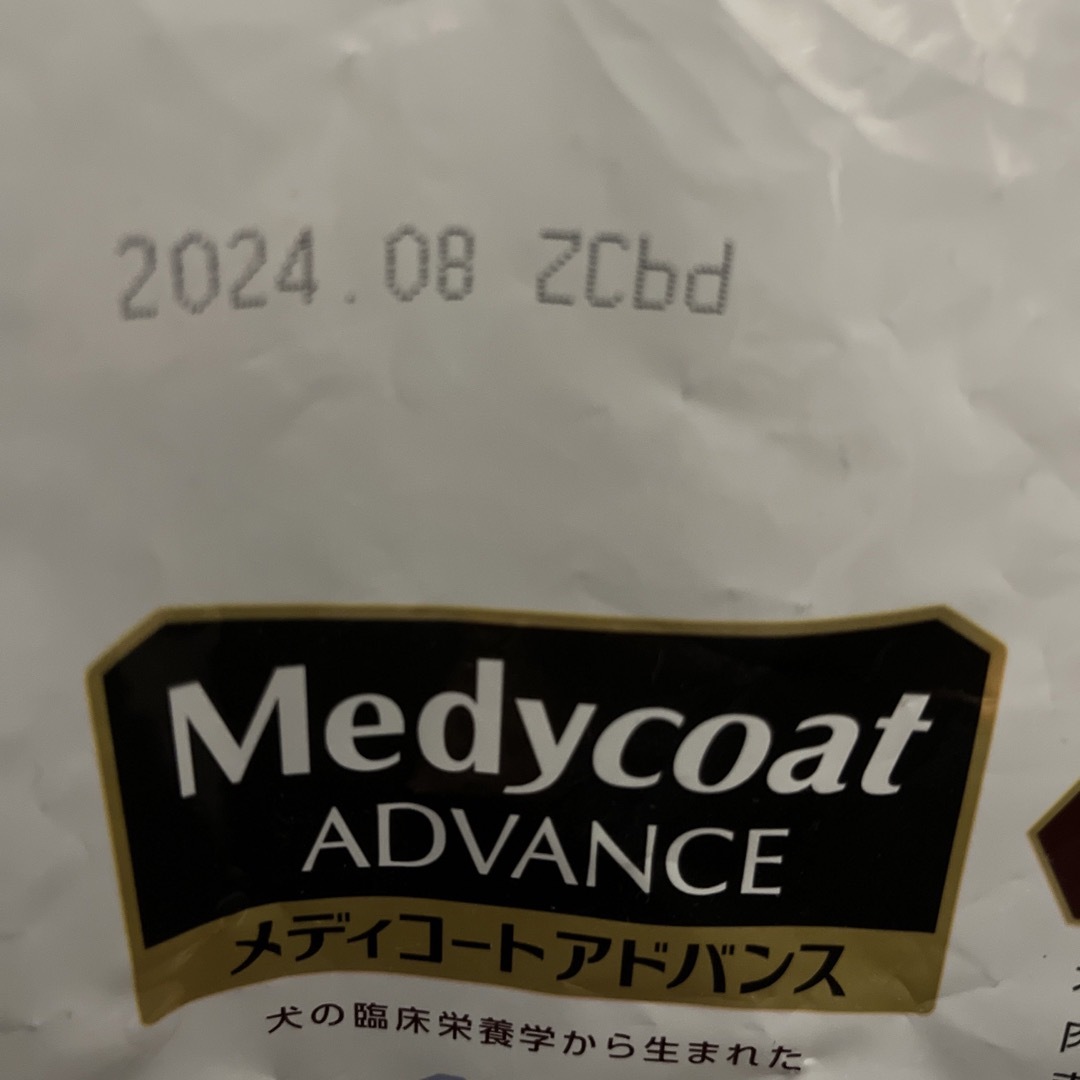 2024.08 ZCbd
Medycoat
ADVANCE
メディコートアドバンス
犬の臨床栄養学から生まれた